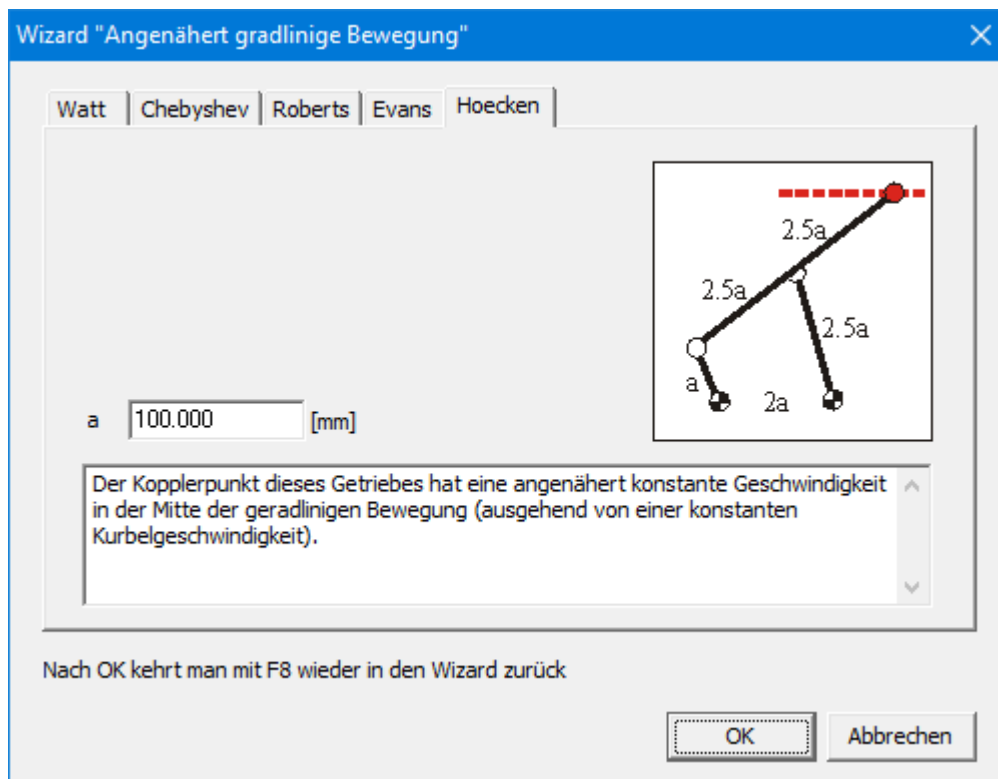 Wizard "Angenähert gradlinige Bewegung"
Watt Chebyshev Roberts Evans Hoecken
2.5a
2.5a
2.5a
a
2a
a 100.000 [mm]
Der Kopplerpunkt dieses Getriebes hat eine angenähert konstante Geschwindigkeit
in der Mitte der geradlinigen Bewegung (ausgehend von einer konstanten
Kurbelgeschwindigkeit).
Nach OK kehrt man mit F8 wieder in den Wizard zurück
OK Abbrechen